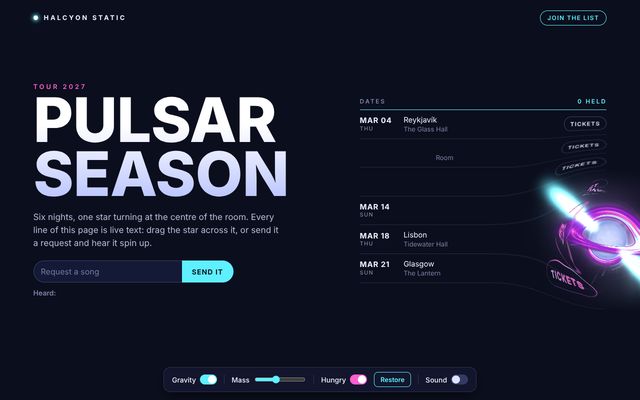 HALCYON STATIC
JOIN THE LIST
TOUR 2027
PULSAR
SEASON
Six nights, one star turning at the centre of the room. Every
line of this page is live text: drag the star across it, or send it
a request and hear it spin up.
Request a song
SEND IT
Heard:
DATES
0 HELD
MAR 04
THU
Reykjavík
The Glass Hall
TICKETS
Room
TICKETS
TICKETS
MAR 14
SUN
MAR 18
THU
Lisbon
Tidewater Hall
MAR 21
SUN
Glasgow
The Lantern
TICKETS
Gravity
Mass
Hungry
Restore
Sound